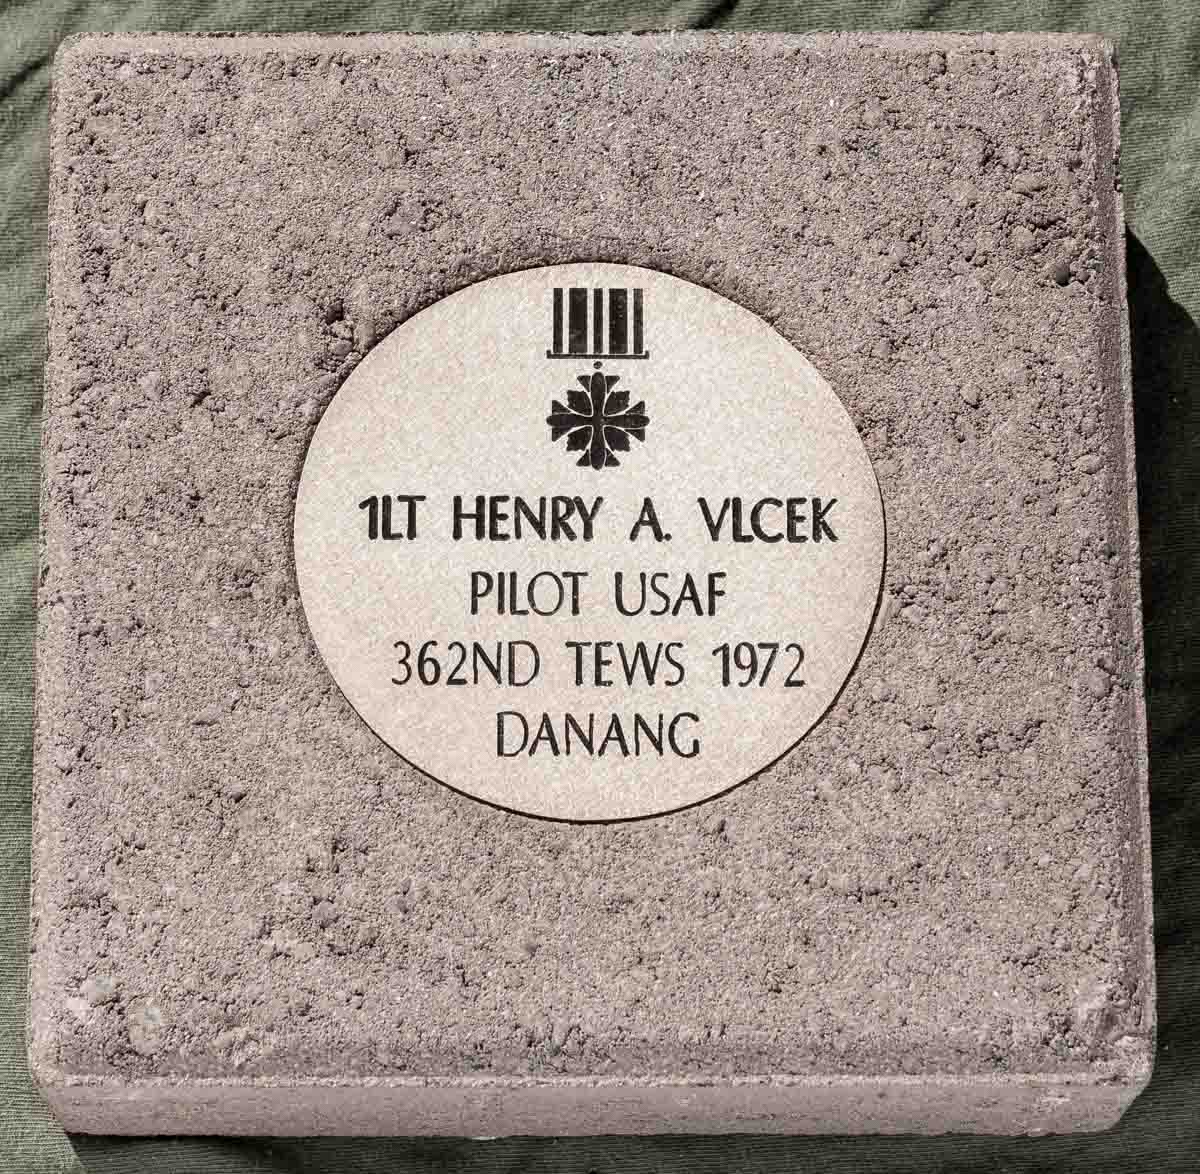 1LT HENRY A. VLCEK
PILOT USAF
362ND TEWS 1972
DANANG